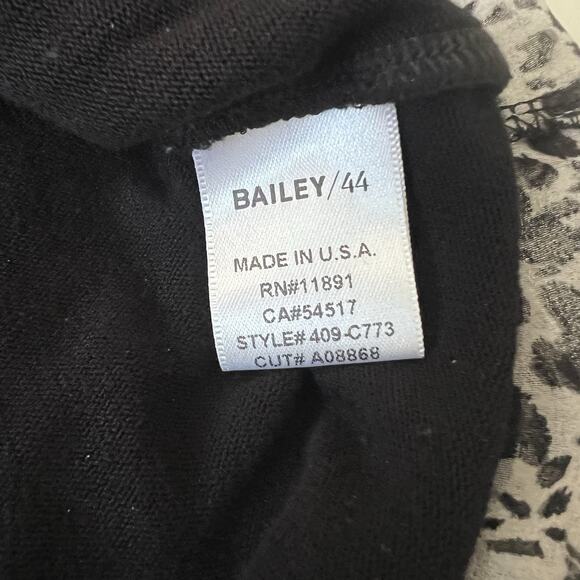 BAILEY/44
MADE IN U.S.A.
RN#11891
CA#54517
STYLE# 409-C773
CUT# A08868